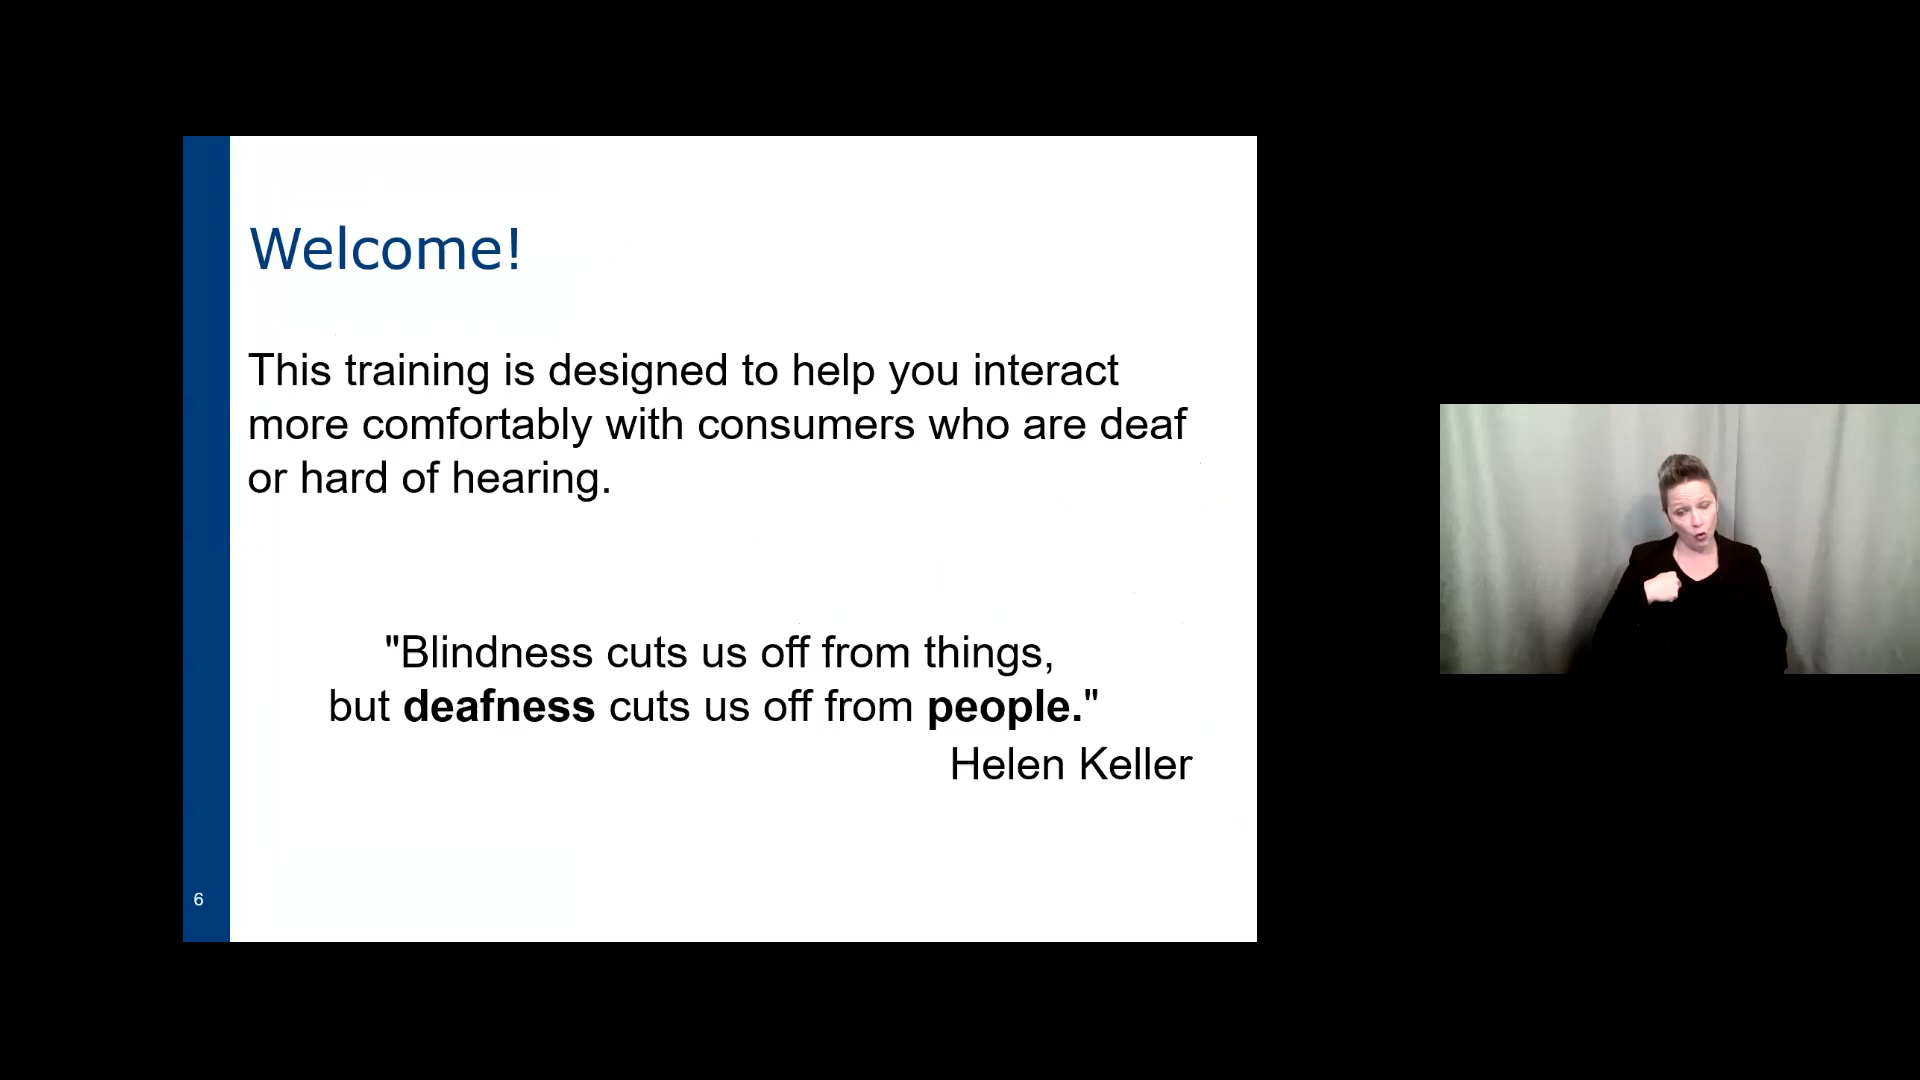 Welcome!
This training is designed to help you interact
more comfortably with consumers who are deaf
or hard of hearing.
"Blindness cuts us off from things,
but deafness cuts us off from people."
Helen Keller
6